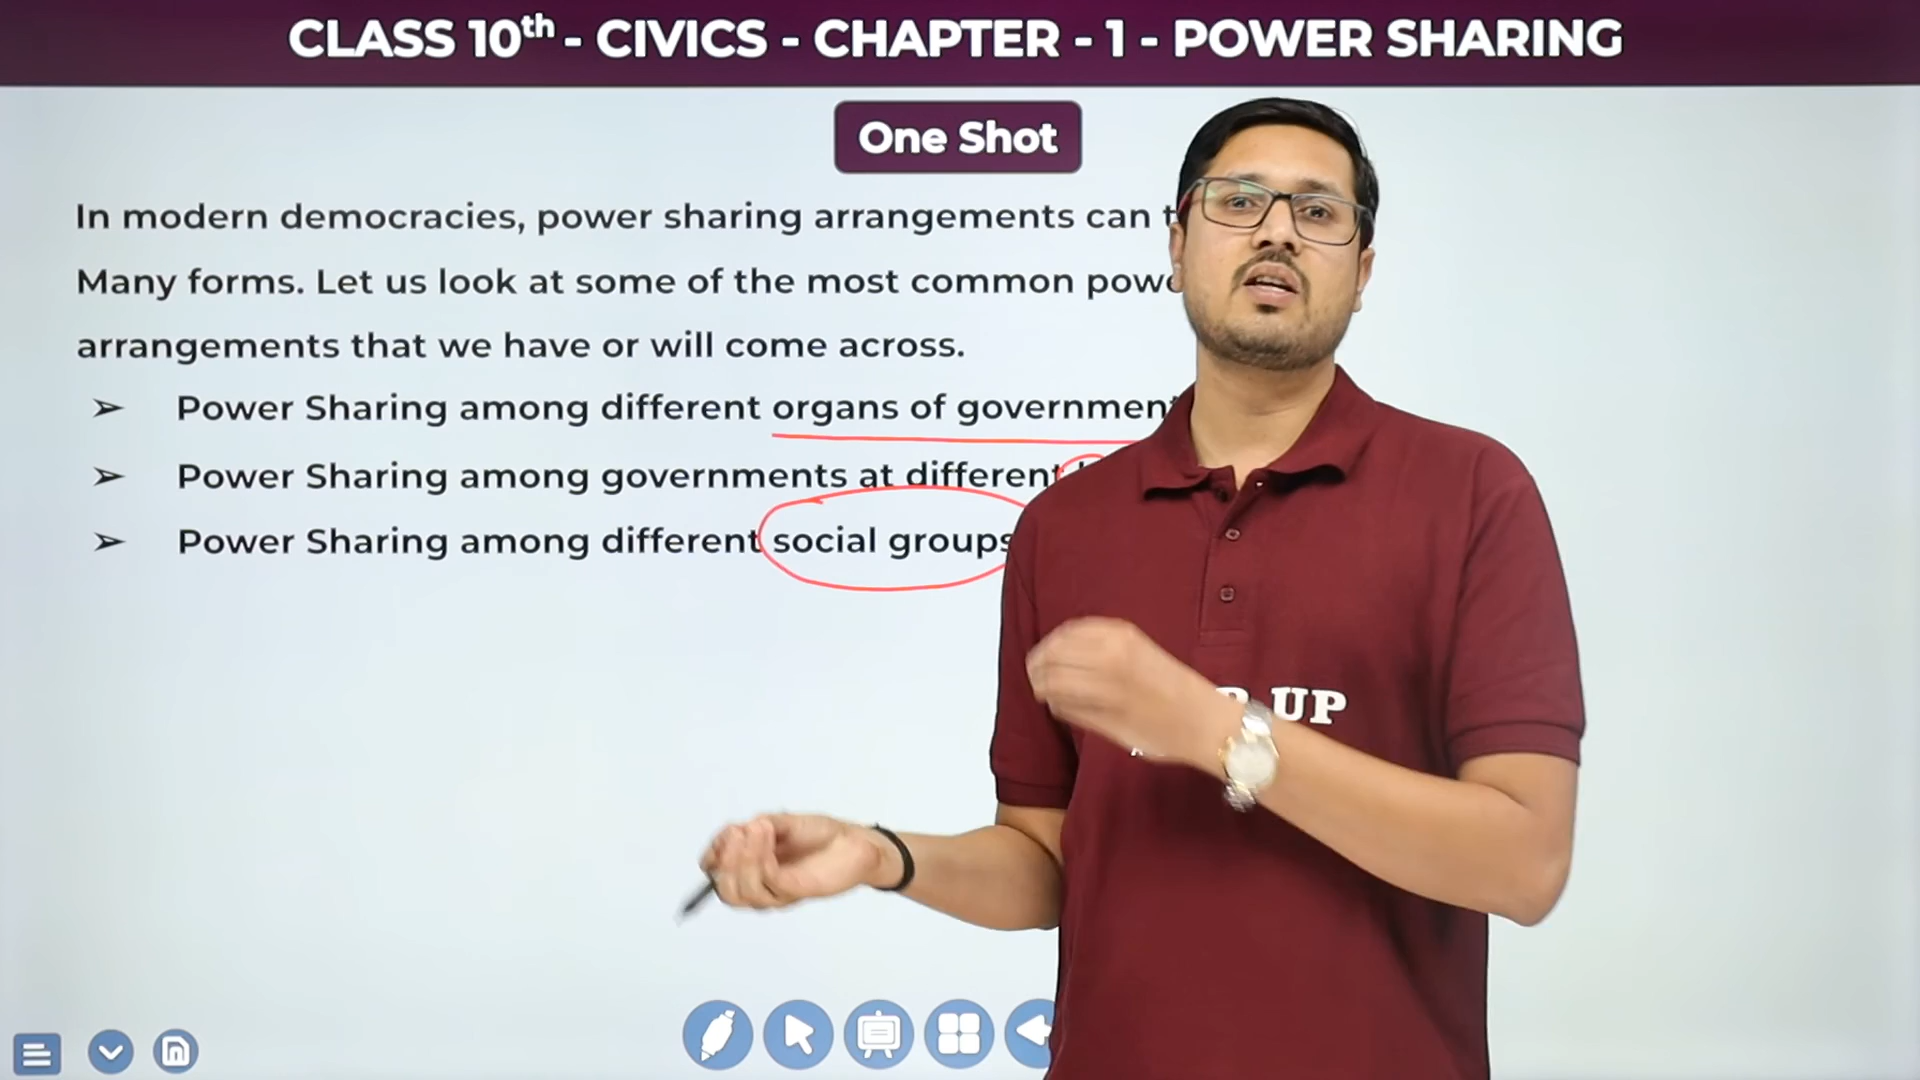 CLASS 10th - CIVICS - CHAPTER - 1 - POWER SHARING
One Shot
In modern democracies, power sharing arrangements can
Many forms. Let us look at some of the most common
arrangements that we have or will come across.
➢ Power Sharing among different organs of government
➢ Power Sharing among governments at different
➢ Power Sharing among different social groups
UP